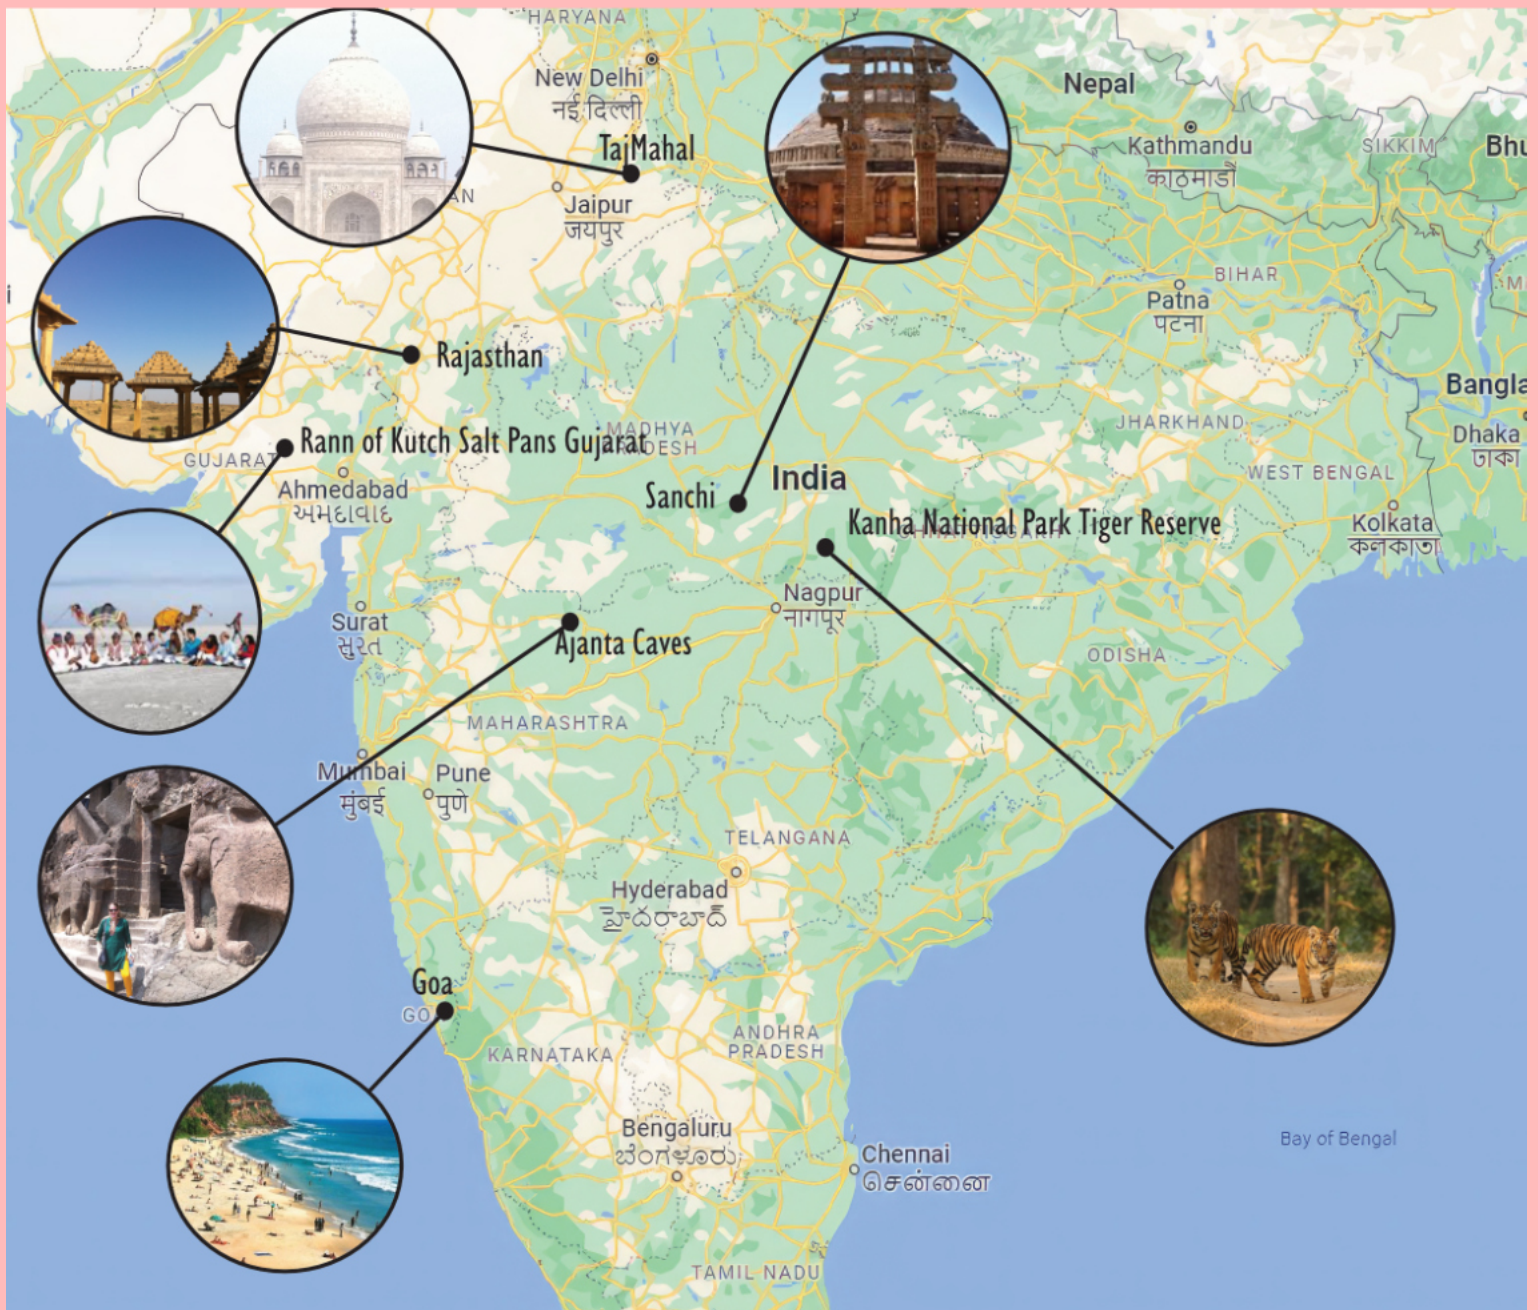 HARYANA
New Delhi
नई दिल्ली
TajMahal
AN
Jaipur
जयपुर
Nepal
Kathmandu
काठमाडौं
SIKKIM
Bhu
BIHAR
Patna
पटना
Rajasthan
MADHYA
PRADESH
Rann of Kutch Salt Pans Gujarat
GUJARAT
Ahmedabad
અમદાવાદ
Sanchi
India
Kanha National Park Tiger Reserve
JHARKHAND
Bangla
Dhaka
ঢাকা
WEST BENGAL
Kolkata
কলকাতা
Surat
સુરત
Ajanta Caves
Nagpur
नागपूर
ODISHA
MAHARASHTRA
Mumbai
मुंबई
Pune
पुणे
TELANGANA
Hyderabad
హైదరాబాద్
Goa
GO
KARNATAKA
ANDHRA
PRADESH
Bengaluru
ಬೆಂಗಳೂರು
Chennai
சென்னை
Bay of Bengal
TAMIL NADU